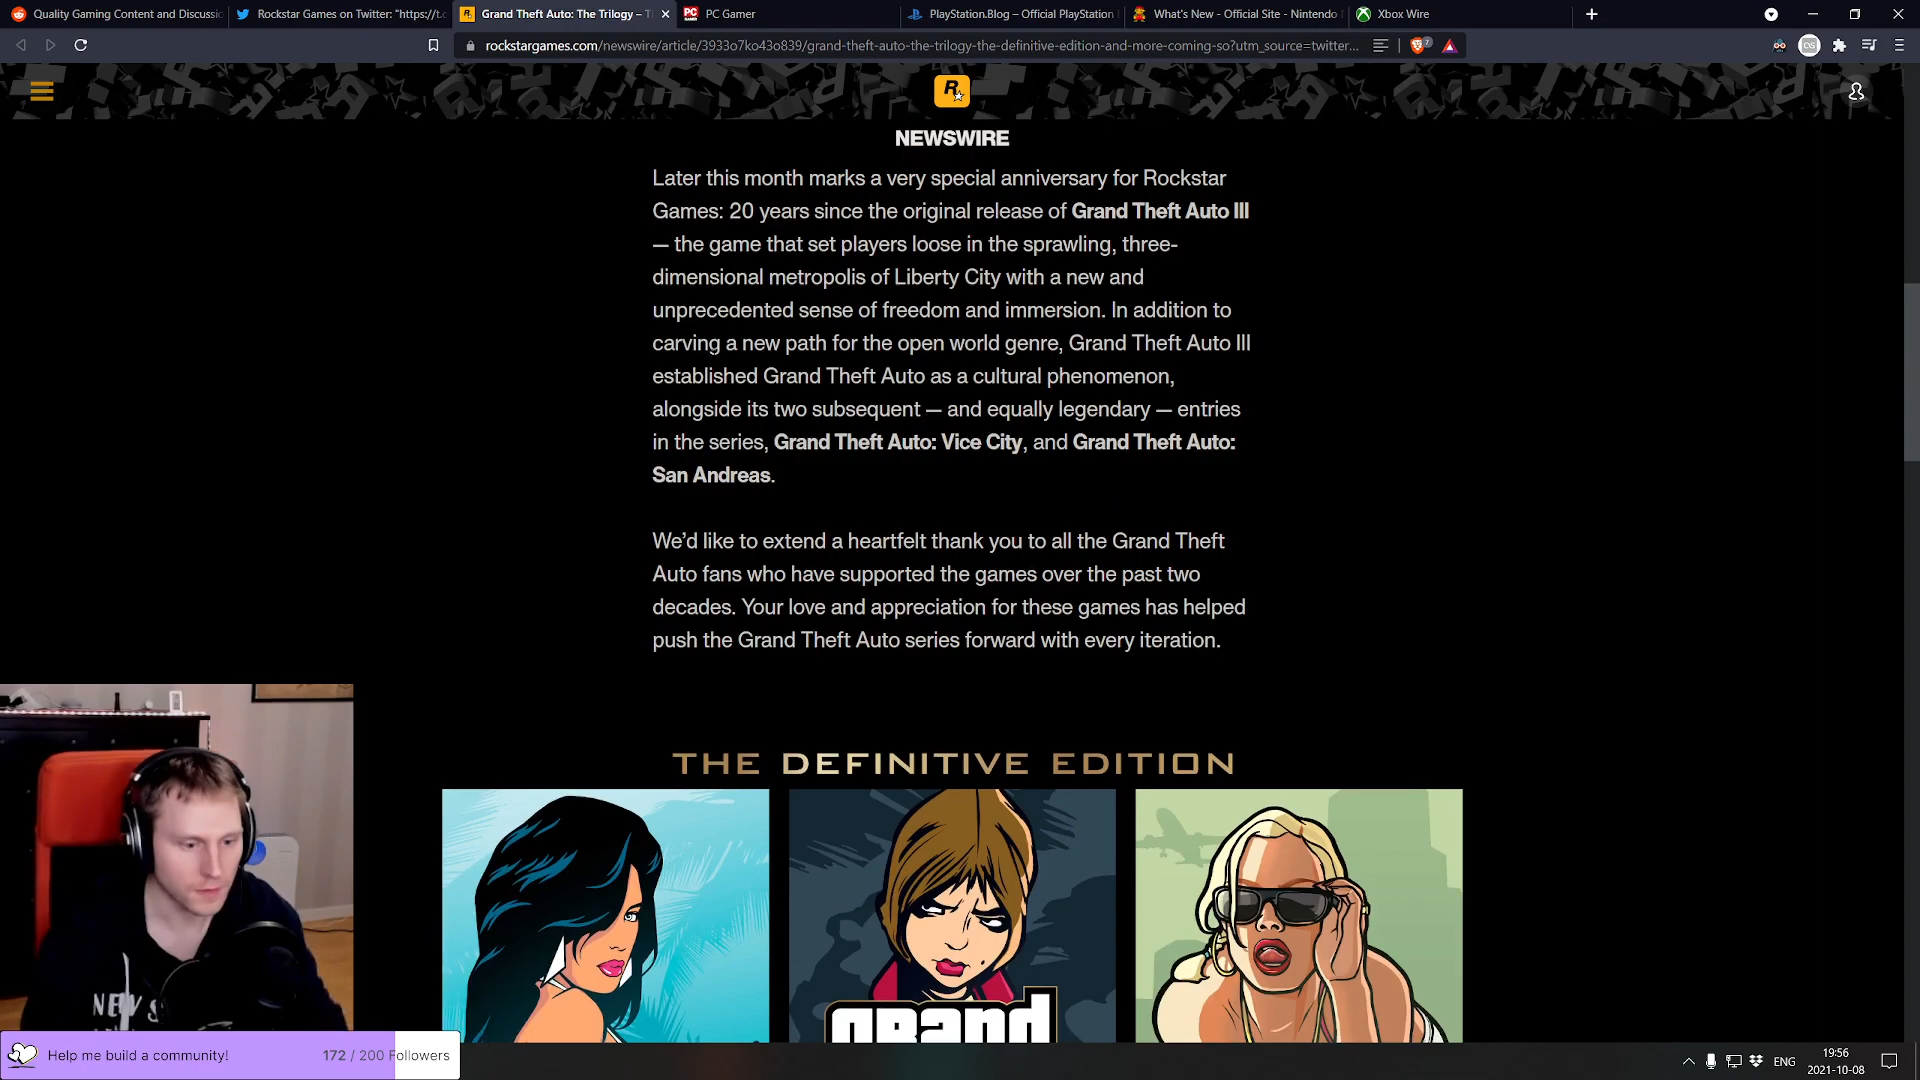 Quality Gaming Content and Discussi
Rockstar Games on Twitter: "https://t.c
Grand Theft Auto: The Trilogy – T
PC Gamer
PlayStation.Blog – Official PlayStation
What's New - Official Site - Nintendo
Xbox Wire
rockstargames.com/newswire/article/3933o7ko43o839/grand-theft-auto-the-trilogy-the-definitive-edition-and-more-coming-so?utm_source=twitter...
NEWSWIRE
Later this month marks a very special anniversary for Rockstar
Games: 20 years since the original release of Grand Theft Auto III
— the game that set players loose in the sprawling, three-
dimensional metropolis of Liberty City with a new and
unprecedented sense of freedom and immersion. In addition to
carving a new path for the open world genre, Grand Theft Auto III
established Grand Theft Auto as a cultural phenomenon,
alongside its two subsequent — and equally legendary — entries
in the series, Grand Theft Auto: Vice City, and Grand Theft Auto:
San Andreas.
We'd like to extend a heartfelt thank you to all the Grand Theft
Auto fans who have supported the games over the past two
decades. Your love and appreciation for these games has helped
push the Grand Theft Auto series forward with every iteration.
THE DEFINITIVE EDITION
grand
NEW
Help me build a community!
172 / 200 Followers
ENG
19:56
2021-10-08